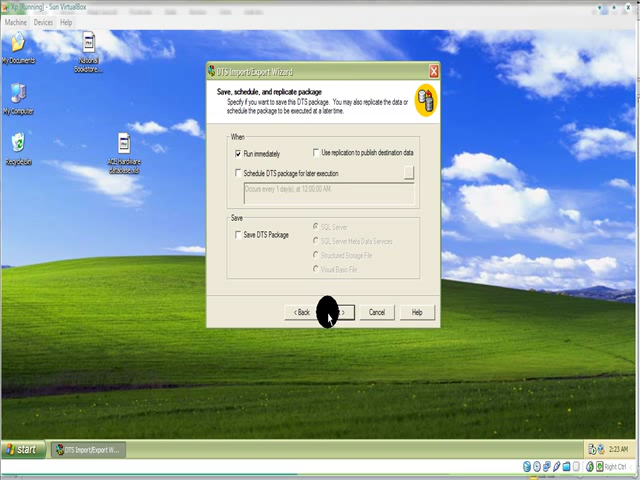 Xp [Running] - Sun VirtualBox
Machine Devices Help
My Documents
National
Bookstore....
My Computer
Recycle Bin
DTS Import/Export Wizard
Save, schedule, and replicate package
Specify if you want to save this DTS package. You may also replicate the data or
schedule the package to be executed at a later time.
When
Run immediately
Use replication to publish destination data
Schedule DTS package for later execution
Occurs every 1 day(s), at 12:00:00 AM.
Save
Save DTS Package
SQL Server
SQL Server Meta Data Services
Structured Storage File
Visual Basic File
< Back
>
Cancel
Help
start
DTS Import/Export W...
2:23 AM
Right Ctrl